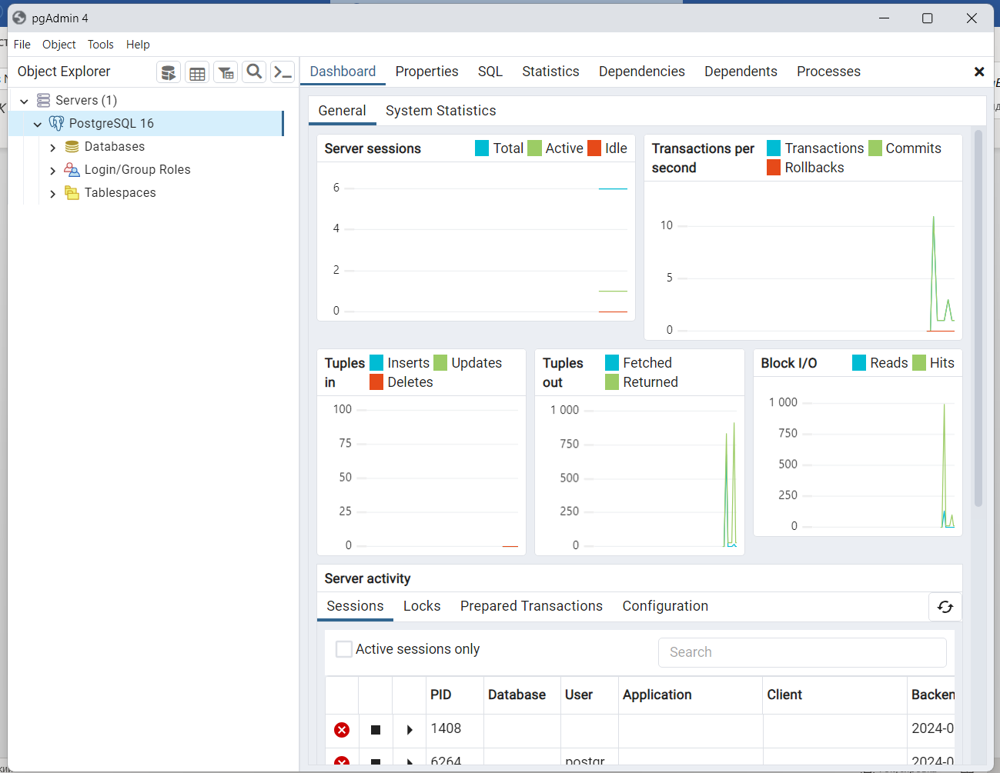 pgAdmin 4
File Object Tools Help
Object Explorer
Servers (1)
PostgreSQL 16
Databases
Login/Group Roles
Tablespaces
Dashboard Properties SQL Statistics Dependencies Dependents Processes
General System Statistics
Server sessions
Total Active Idle
6
4
2
0
Transactions per
second
Transactions Commits
Rollbacks
10
5
0
Tuples
in
Inserts Updates
Deletes
100
75
50
25
0
Tuples
out
Fetched
Returned
1 000
750
500
250
0
Block I/O
Reads Hits
1 000
750
500
250
0
Server activity
Sessions Locks Prepared Transactions Configuration
Active sessions only
Search
PID Database User Application Client Backen
1408 2024-0
6264 postgr 2024-0